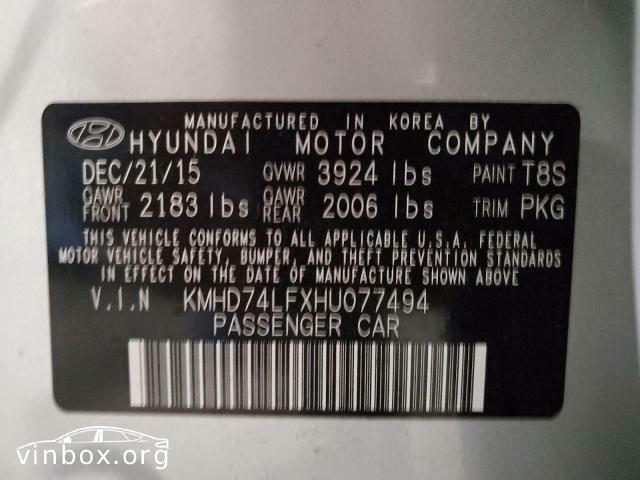 MANUFACTURED IN KOREA BY
HYUNDAI MOTOR COMPANY
DEC/21/15 GVWR 3924 lbs PAINT T8S
GAWR FRONT 2183 lbs GAWR REAR 2006 lbs TRIM PKG
THIS VEHICLE CONFORMS TO ALL APPLICABLE U.S.A. FEDERAL
MOTOR VEHICLE SAFETY, BUMPER, AND THEFT PREVENTION STANDARDS
IN EFFECT ON THE DATE OF MANUFACTURE SHOWN ABOVE
V.I.N KMHD74LFXHU077494
PASSENGER CAR
vinbox.org